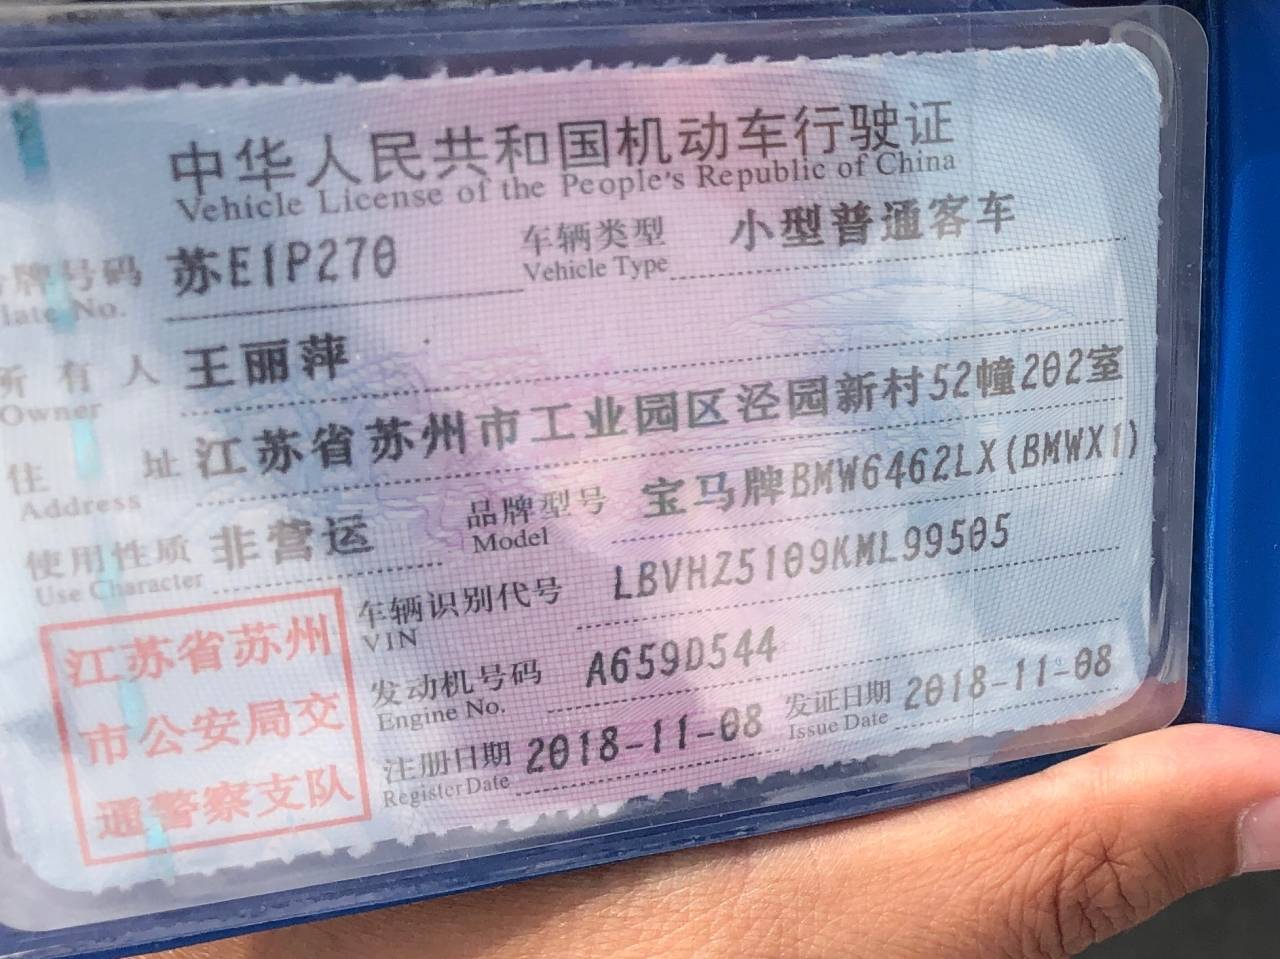 中华人民共和国机动车行驶证
Vehicle License of the People's Republic of China
号牌号码 苏E1P270 车辆类型 小型普通客车
Plate No. Vehicle Type
所有人 王丽萍
Owner
住址 江苏省苏州市工业园区泾园新村52幢202室
Address
使用性质 非营运 品牌型号 宝马牌BMW6462LX(BMWX1)
Use Character Model
车辆识别代号 LBVHZ5109KML99505
VIN
发动机号码 A659D544
Engine No.
注册日期 2018-11-08 发证日期 2018-11-08
Register Date Issue Date
江苏省苏州
市公安局交
通警察支队